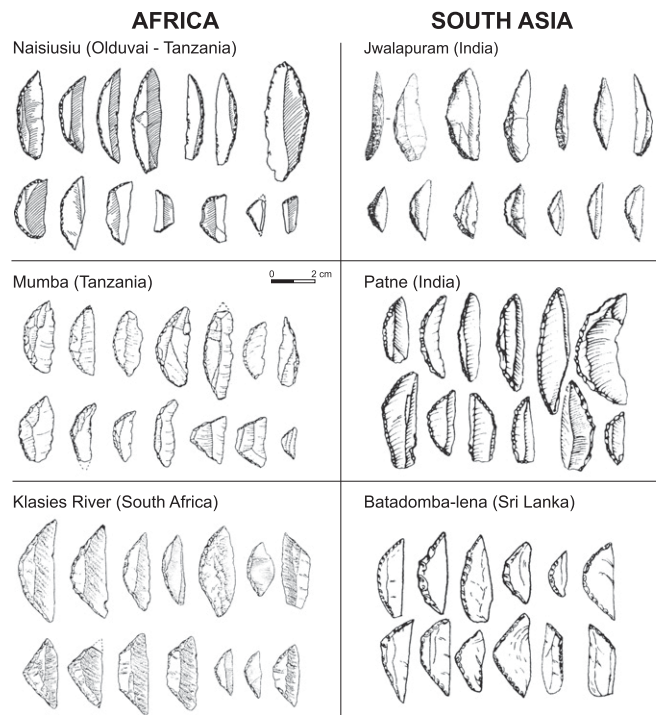 AFRICA
SOUTH ASIA
Naisiusiu (Olduvai - Tanzania)
Jwalapuram (India)
Mumba (Tanzania)
0 2 cm
Patne (India)
Klasies River (South Africa)
Batadomba-lena (Sri Lanka)